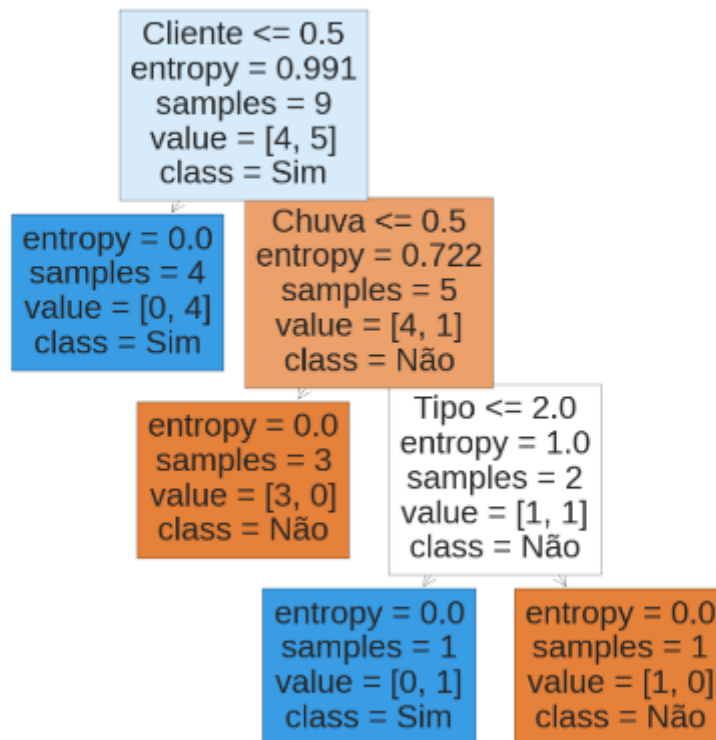 Cliente <= 0.5
entropy = 0.991
samples = 9
value = [4, 5]
class = Sim
entropy = 0.0
samples = 4
value = [0, 4]
class = Sim
Chuva <= 0.5
entropy = 0.722
samples = 5
value = [4, 1]
class = Não
entropy = 0.0
samples = 3
value = [3, 0]
class = Não
Tipo <= 2.0
entropy = 1.0
samples = 2
value = [1, 1]
class = Não
entropy = 0.0
samples = 1
value = [0, 1]
class = Sim
entropy = 0.0
samples = 1
value = [1, 0]
class = Não